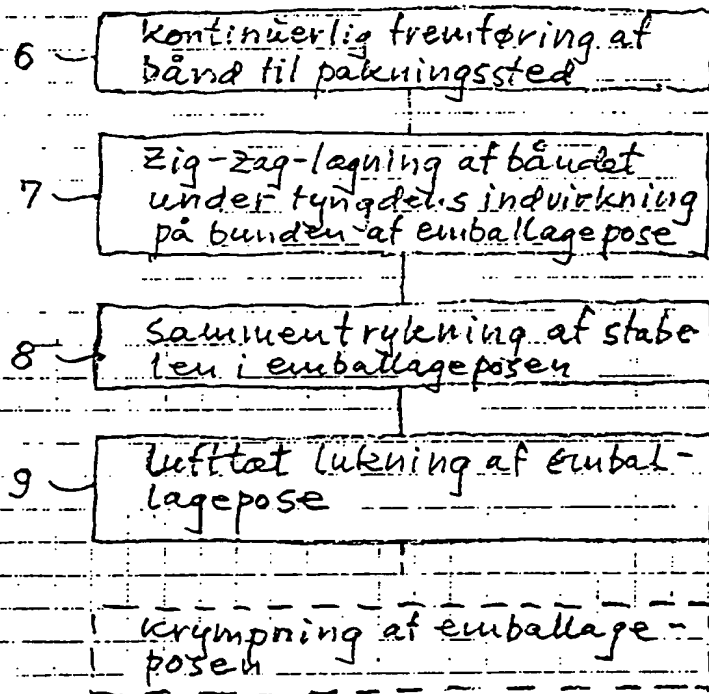 6 kontinuerlig fremføring af
bånd til pakningssted
7 Zig-zag-lægning af båndet
under tyngdens indvirkning
på bunden af emballagepose
8 Sammentrykning af stabe
len i emballageposen
9 lufttæt lukning af embal-
lagepose
krympning af emballage-
posen